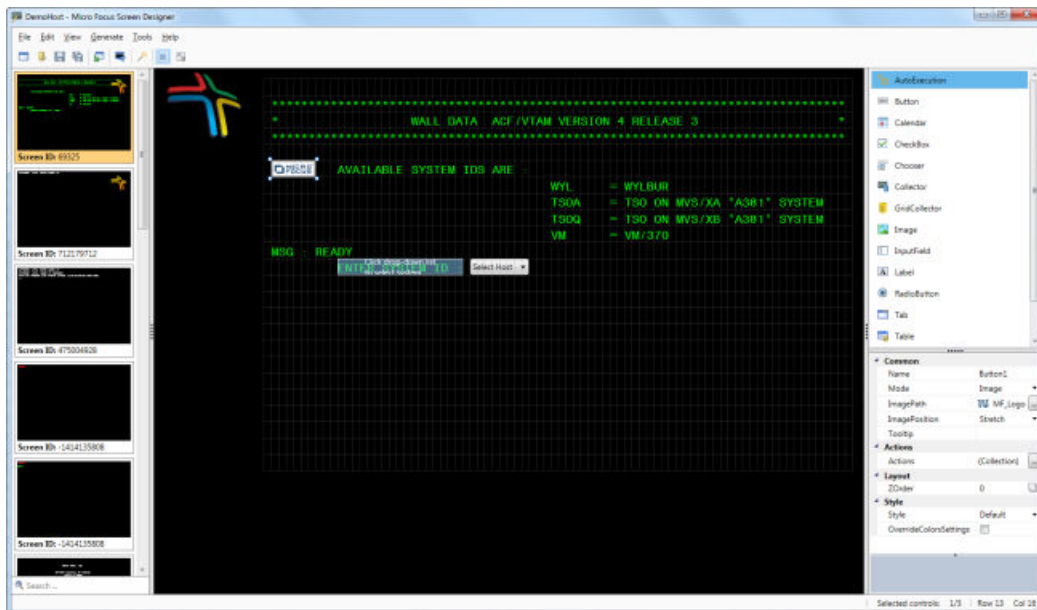 DemoHost - Micro Focus Screen Designer
File Edit View Generate Tools Help
Screen ID: 69325
Screen ID: 712179712
Screen ID: 475004926
Screen ID: -1414135808
Screen ID: -1414135808
Search...
****************************************************************************
* WALL DATA ACF/VTAM VERSION 4 RELEASE 3 *
****************************************************************************
MICRO FOCUS
AVAILABLE SYSTEM IDS ARE :
WYL = WYLBUR
TSOA = TSO ON MVS/XA "A301" SYSTEM
TSOQ = TSO ON MVS/XB "A301" SYSTEM
VM = VM/370
MSG : READY
ENTER SYSTEM ID : Select Host
AutoExecution
Button
Calendar
CheckBox
Chooser
Collector
GridCollector
Image
InputField
Label
RadioButton
Tab
Table
Common
Name Button1
Mode Image
ImagePath MF_Logo
ImagePosition Stretch
Tooltip
Actions
Actions (Collection)
Layout
ZOrder 0
Style
Style Default
OverrideColorsSettings
Selected controls: 1/3 Row 13 Col 16